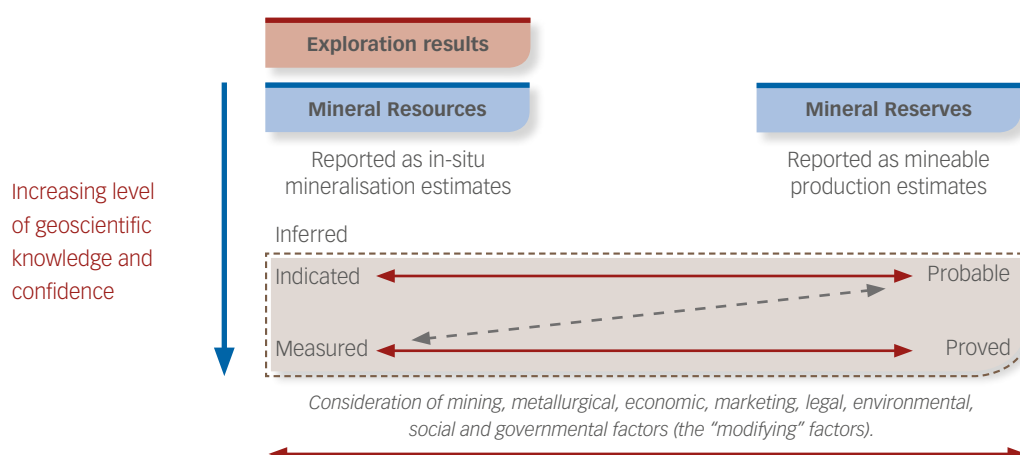 Exploration results
Mineral Resources
Mineral Reserves
Reported as in-situ
mineralisation estimates
Reported as mineable
production estimates
Increasing level
of geoscientific
knowledge and
confidence
Inferred
Indicated
Probable
Measured
Proved
Consideration of mining, metallurgical, economic, marketing, legal, environmental,
social and governmental factors (the “modifying” factors).